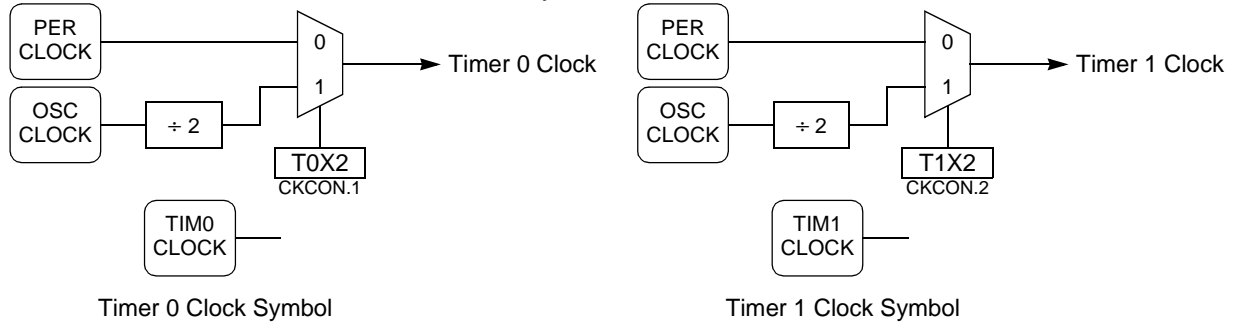 PER
CLOCK
0
Timer 0 Clock
1
OSC
CLOCK
÷ 2
T0X2
CKCON.1
TIM0
CLOCK
Timer 0 Clock Symbol
PER
CLOCK
0
Timer 1 Clock
1
OSC
CLOCK
÷ 2
T1X2
CKCON.2
TIM1
CLOCK
Timer 1 Clock Symbol